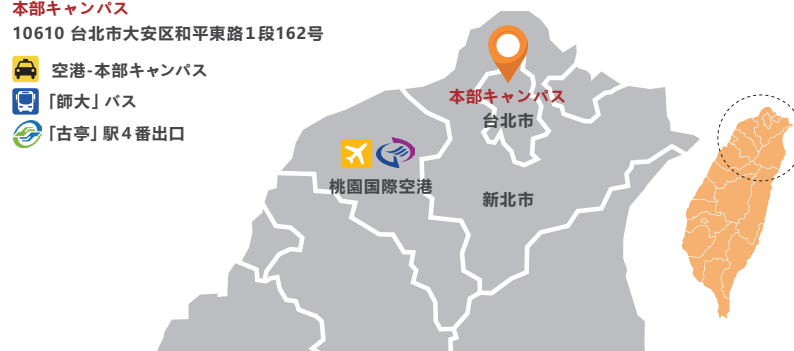 本部キャンパス
10610 台北市大安区和平東路1段162号
空港-本部キャンパス
「師大」バス
「古亭」駅4番出口
本部キャンパス
台北市
桃園国際空港
新北市